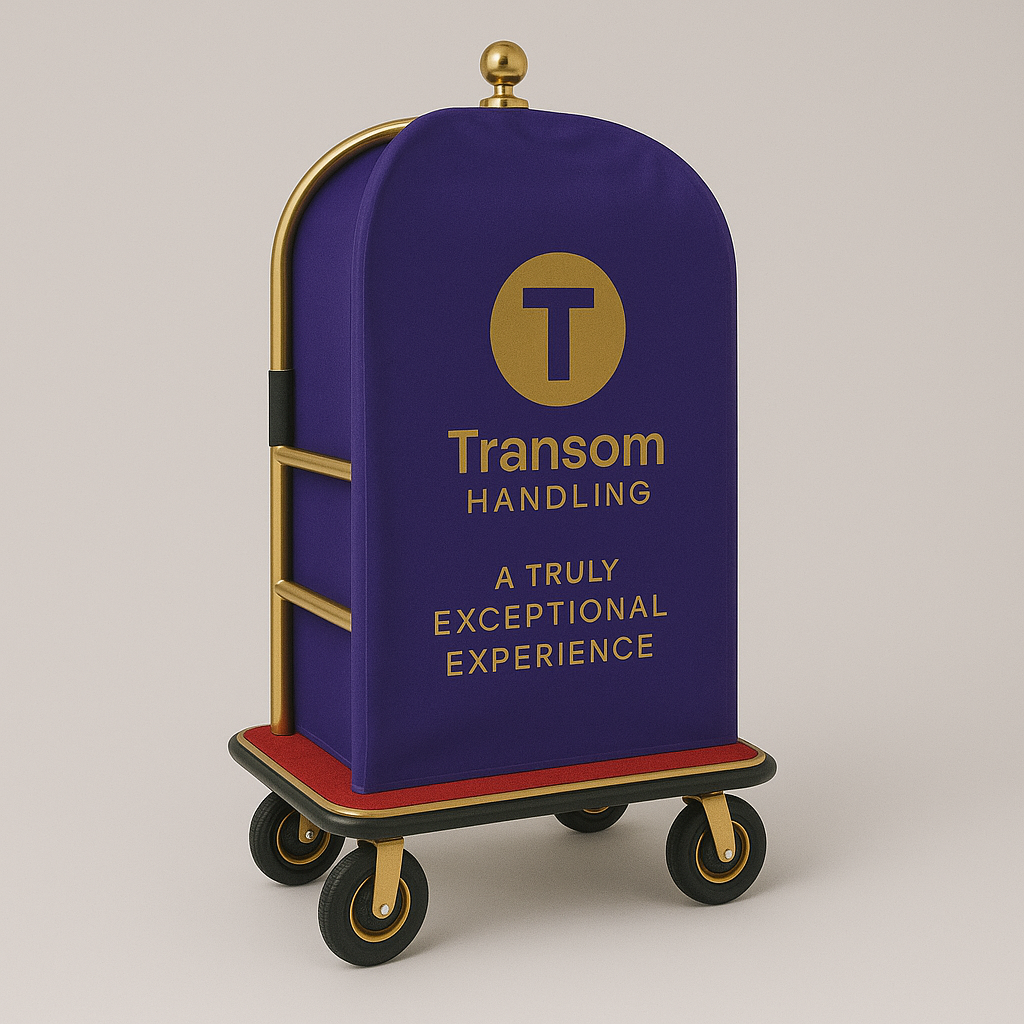 T
Transom
HANDLING
A TRULY
EXCEPTIONAL
EXPERIENCE